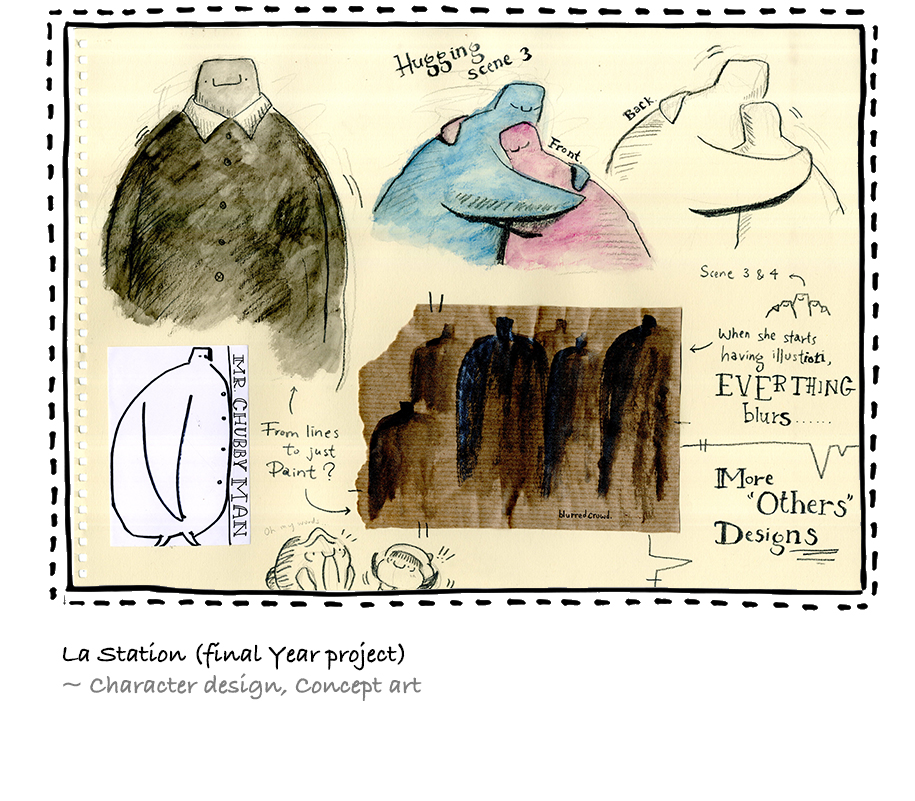 Hugging
scene 3
Back.
Front
Scene 3 & 4
When she starts
having illustioti,
EVERTHING
blurs.......
MR. CHUBBY MAN
From lines
to just
Paint?
blurred crowd.
More
"Others"
Designs
Oh my words
La Station (final Year project)
~ Character design, Concept art